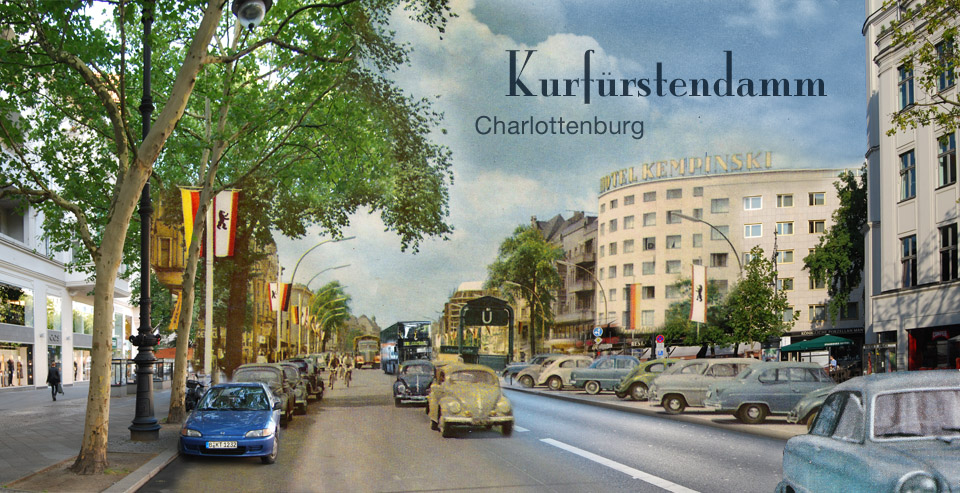 Kurfürstendamm
Charlottenburg
HOTEL KEMPINSKI
U